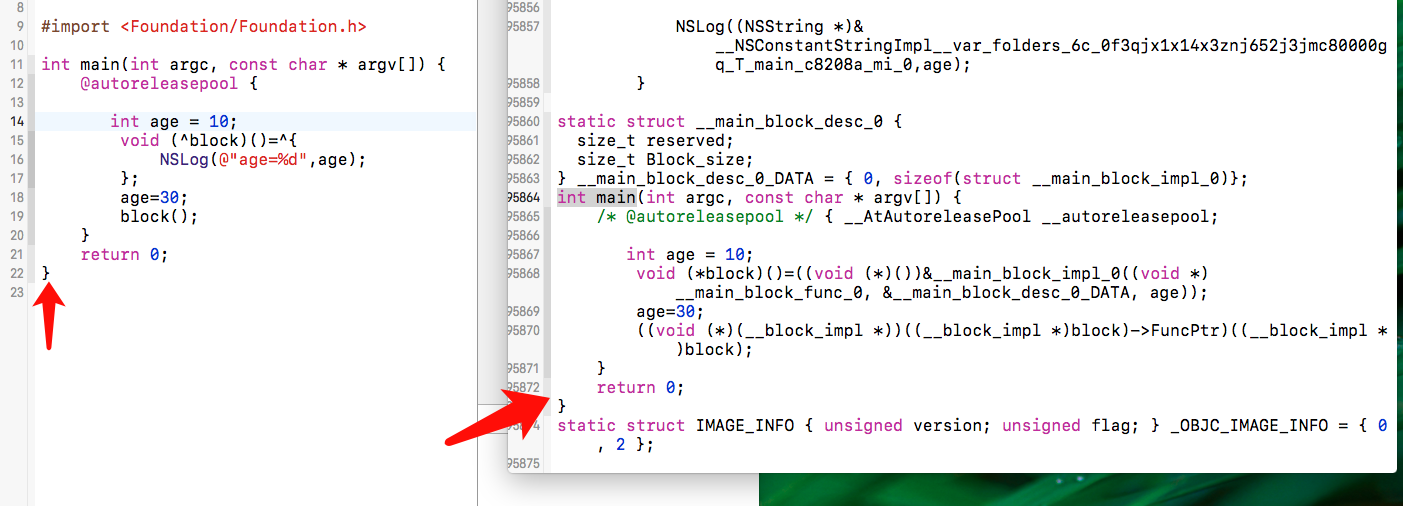 8
9 #import <Foundation/Foundation.h>
10
11 int main(int argc, const char * argv[]) {
12 @autoreleasepool {
13
14 int age = 10;
15 void (^block)()=^{
16 NSLog(@"age=%d",age);
17 };
18 age=30;
19 block();
20 }
21 return 0;
22 }
23
95856
95857 NSLog((NSString *)&
__NSConstantStringImpl__var_folders_6c_0f3qjx1x14x3znj652j3jmc80000g
q_T_main_c8208a_mi_0,age);
95858 }
95859
95860 static struct __main_block_desc_0 {
95861 size_t reserved;
95862 size_t Block_size;
95863 } __main_block_desc_0_DATA = { 0, sizeof(struct __main_block_impl_0)};
95864 int main(int argc, const char * argv[]) {
95865 /* @autoreleasepool */ { __AtAutoreleasePool __autoreleasepool;
95866
95867 int age = 10;
95868 void (*block)()=((void (*)())&__main_block_impl_0((void *)
__main_block_func_0, &__main_block_desc_0_DATA, age));
95869 age=30;
95870 ((void (*)(__block_impl *))((__block_impl *)block)->FuncPtr)((__block_impl *
)block);
95871 }
95872 return 0;
}
static struct IMAGE_INFO { unsigned version; unsigned flag; } _OBJC_IMAGE_INFO = { 0
, 2 };
95875